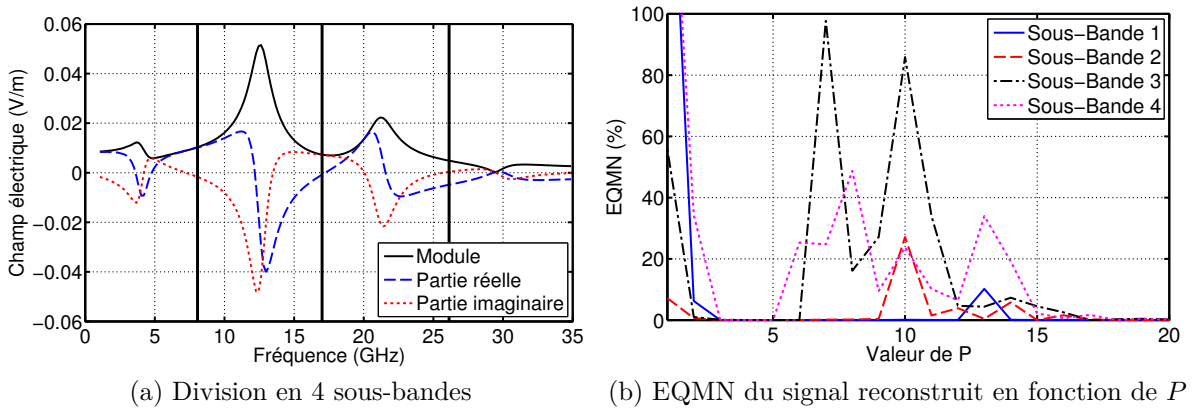 0.06
0.04
0.02
0
−0.02
−0.04
−0.06
0
5
10
15
20
25
30
35
Champ électrique (V/m)
Fréquence (GHz)
Module
Partie réelle
Partie imaginaire
(a) Division en 4 sous-bandes
100
80
60
40
20
0
5
10
15
20
EQMN (%)
Valeur de P
Sous−Bande 1
Sous−Bande 2
Sous−Bande 3
Sous−Bande 4
(b) EQMN du signal reconstruit en fonction de P